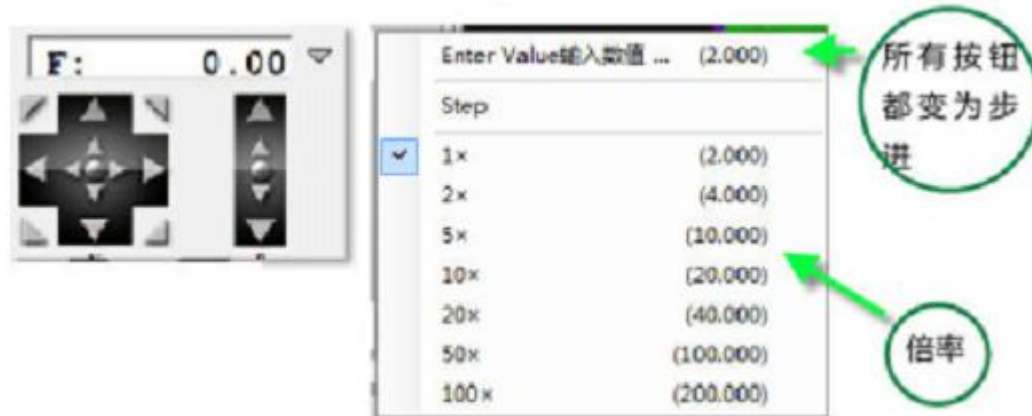 F: 0.00
Enter Value输入数值 ... (2.000)
Step
1× (2.000)
2× (4.000)
5× (10.000)
10× (20.000)
20× (40.000)
50× (100.000)
100× (200.000)
所有按钮
都变为步
进
倍率